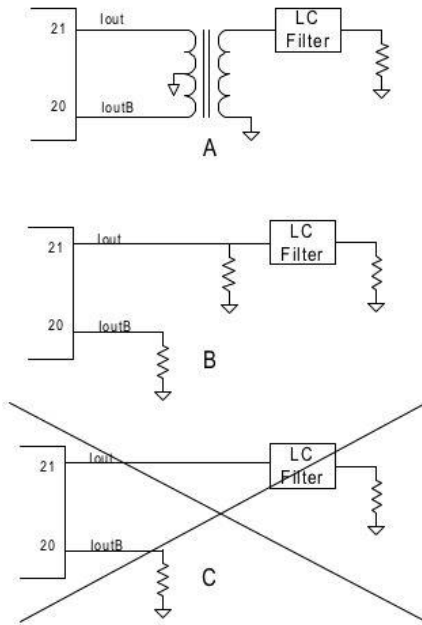 21
Iout
LC
Filter
20
IoutB
A
21
Iout
LC
Filter
20
IoutB
B
21
Iout
LC
Filter
20
IoutB
C